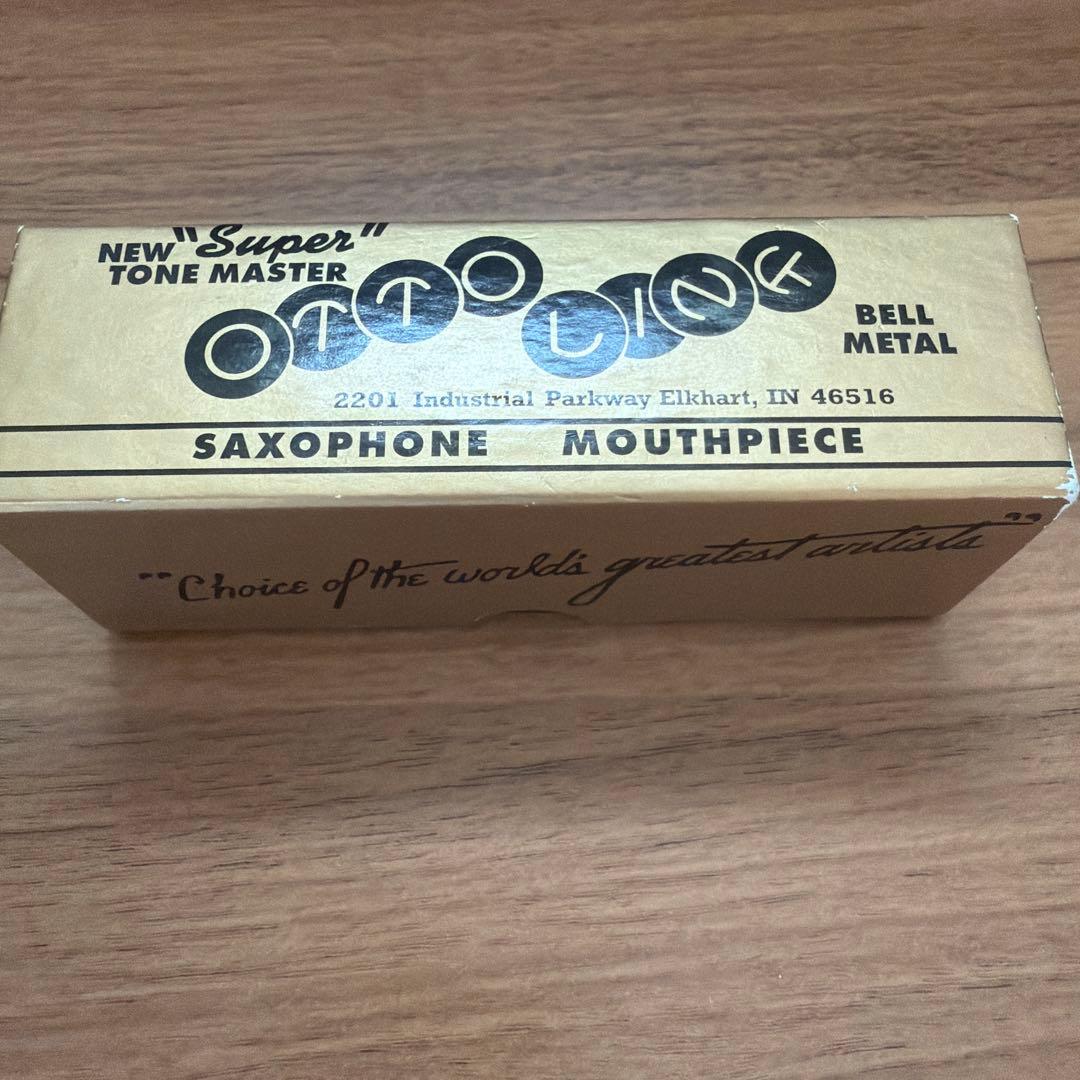 NEW "Super"
TONE MASTER
OTTO LINK
BELL
METAL
2201 Industrial Parkway Elkhart, IN 46516
SAXOPHONE MOUTHPIECE
"Choice of the world's greatest artists"